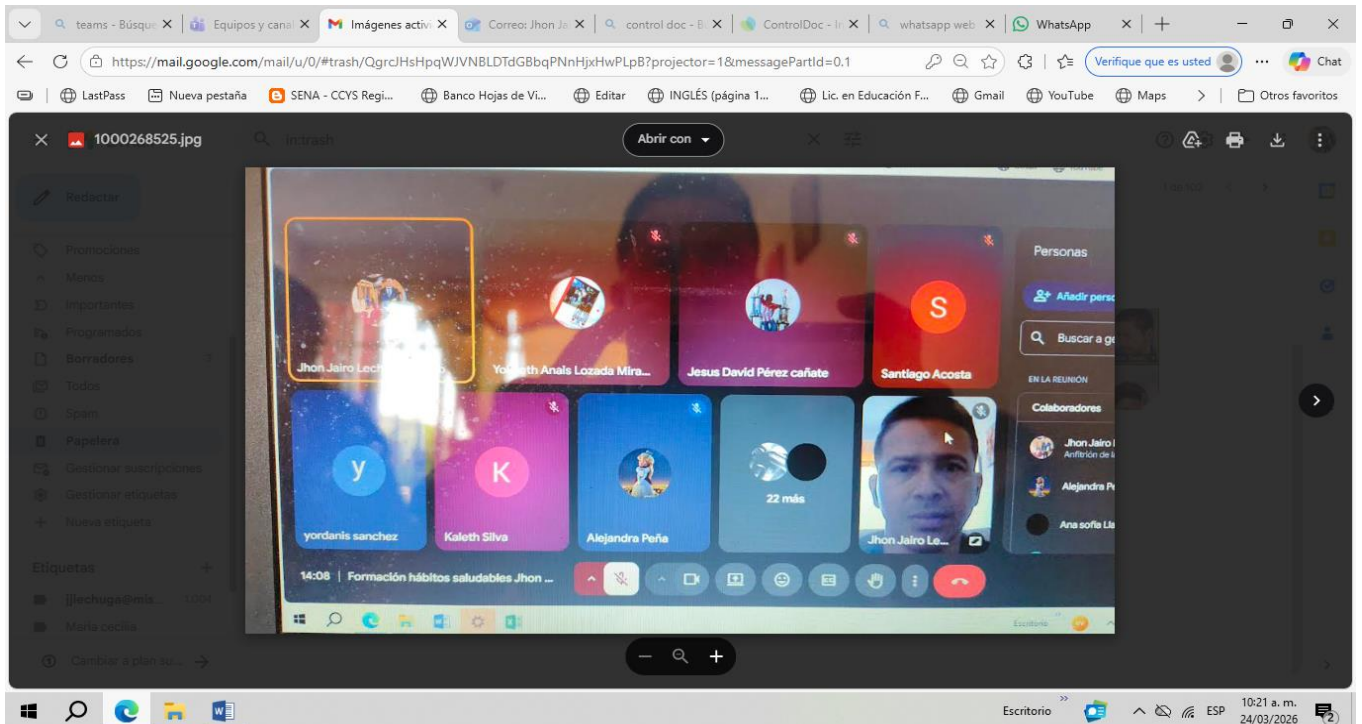 teams - Búsque
Equipos y cana
Imágenes activ
Correo: Jhon Ja
control doc - B
ControlDoc - In
whatsapp web
WhatsApp
https://mail.google.com/mail/u/0/#trash/QgrcJHsHpqWJVNBLDTdGBbqPNnHjxHwPLpB?projector=1&messagePartId=0.1
Verifique que es usted
Chat
LastPass
Nueva pestaña
SENA - CCYS Regi...
Banco Hojas de Vi...
Editar
INGLÉS (página 1...
Lic. en Educación F...
Gmail
YouTube
Maps
Otros favoritos
1000268525.jpg
in:trash
Abrir con
Redactar
Promociones
Menos
Importantes
Programados
Borradores
Todos
Spam
Papelera
Gestionar suscripciones
Gestionar etiquetas
Nueva etiqueta
Etiquetas
María cecilia
Cambiar a plan su...
Jhon Jairo
Anais Lozada Mira...
Jesus David Pérez cañate
S
Santiago Acosta
Personas
Añadir perso
Buscar a ge
EN LA REUNIÓN
Colaboradores
Jhon Jairo
Anfitrión de l
Alejandra Pe
Ana sofia Lla
y
yordanis sanchez
K
Kaleth Silva
Alejandra Peña
22 más
Jhon Jairo Le...
14:08 | Formación hábitos saludables Jhon ...
Escritorio
Escritorio
ESP
10:21 a. m.
24/03/2026